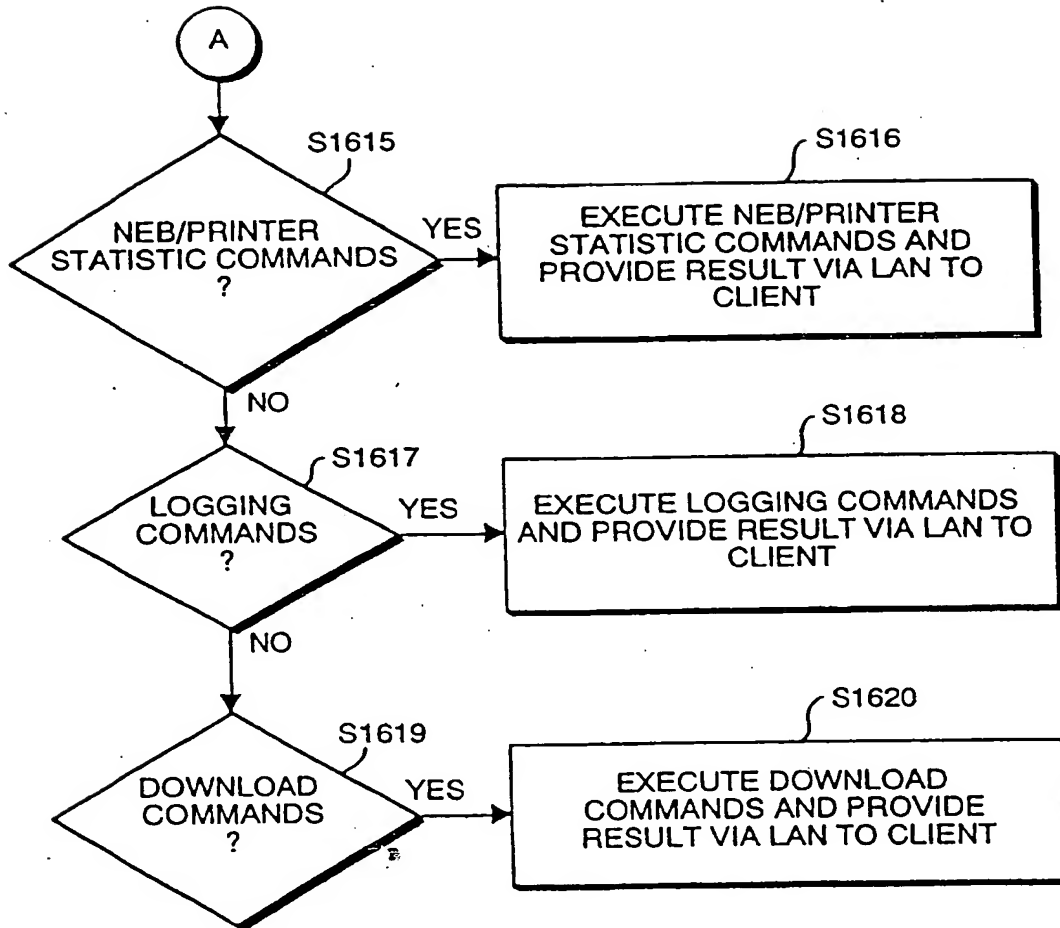 A
S1615
NEB/PRINTER
STATISTIC COMMANDS
?
YES
S1616
EXECUTE NEB/PRINTER
STATISTIC COMMANDS AND
PROVIDE RESULT VIA LAN TO
CLIENT
NO
S1617
LOGGING
COMMANDS
?
YES
S1618
EXECUTE LOGGING COMMANDS
AND PROVIDE RESULT VIA LAN TO
CLIENT
NO
S1619
DOWNLOAD
COMMANDS
?
YES
S1620
EXECUTE DOWNLOAD
COMMANDS AND PROVIDE
RESULT VIA LAN TO CLIENT